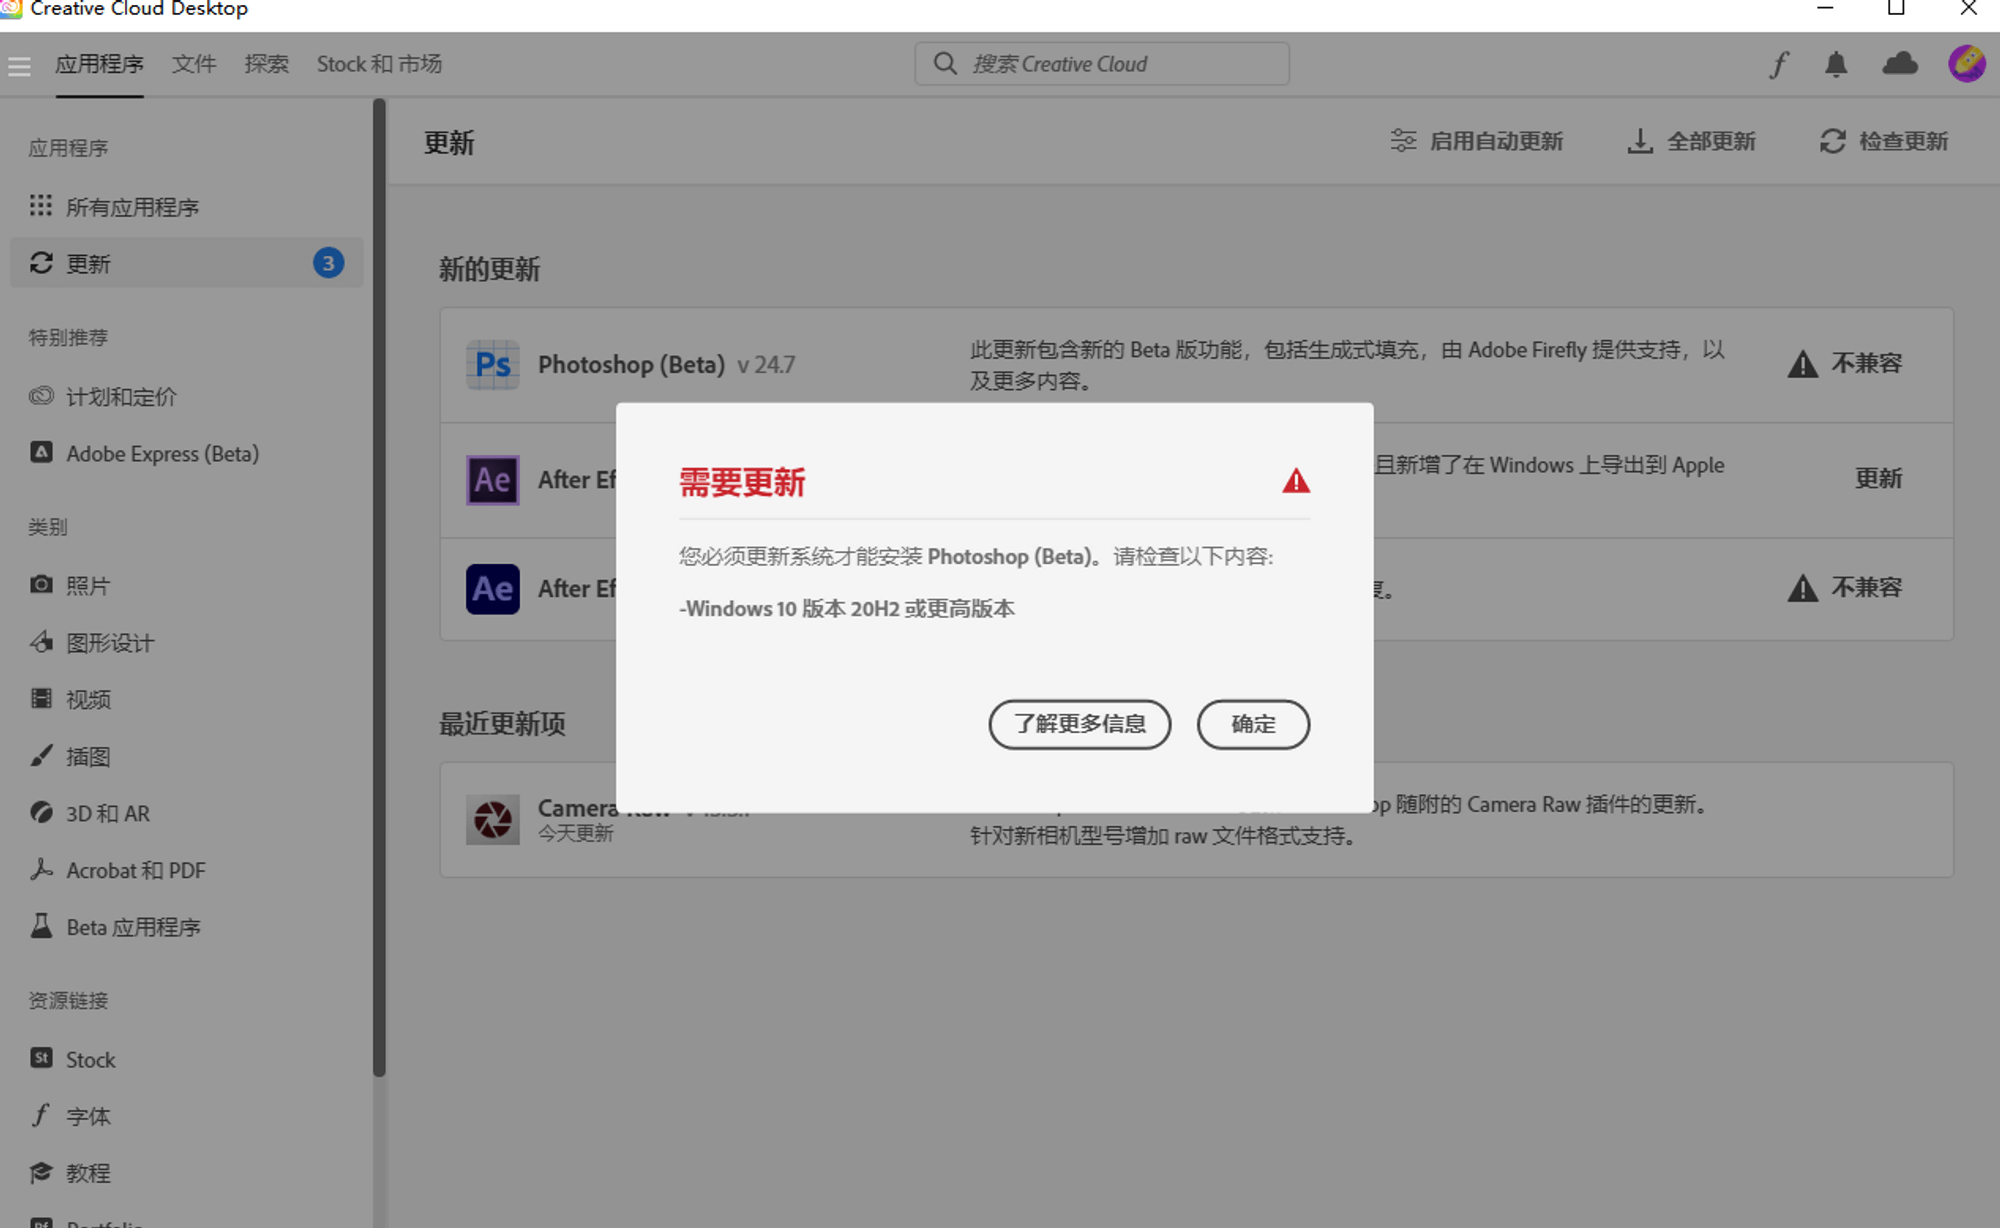 Creative Cloud Desktop
应用程序 文件 探索 Stock 和 市场
搜索 Creative Cloud
应用程序
所有应用程序
更新 3
特别推荐
计划和定价
Adobe Express (Beta)
类别
照片
图形设计
视频
插图
3D 和 AR
Acrobat 和 PDF
Beta 应用程序
资源链接
St Stock
字体
教程
更新
启用自动更新 全部更新 检查更新
新的更新
Ps Photoshop (Beta) v 24.7
此更新包含新的 Beta 版功能，包括生成式填充，由 Adobe Firefly 提供支持，以
及更多内容。
不兼容
Ae After Ef
且新增了在 Windows 上导出到 Apple
更新
Ae After Ef
复。
不兼容
需要更新
您必须更新系统才能安装 Photoshop (Beta)。请检查以下内容:
-Windows 10 版本 20H2 或更高版本
了解更多信息 确定
最近更新项
Camera
今天更新
op 随附的 Camera Raw 插件的更新。
针对新相机型号增加 raw 文件格式支持。